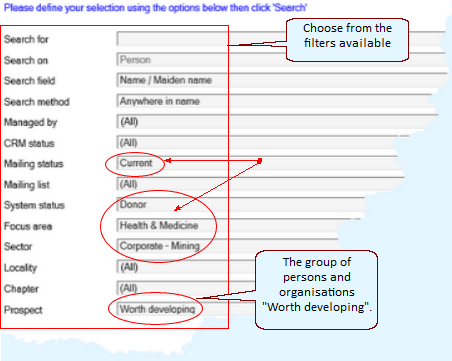 Please define your selection using the options below then click 'Search'
Choose from the
filters available
Search for
Search on Person
Search field Name / Maiden name
Search method Anywhere in name
Managed by (All)
CRM status (All)
Mailing status Current
Mailing list (All)
System status Donor
Focus area Health & Medicine
Sector Corporate - Mining
Locality (All)
Chapter (All)
Prospect Worth developing
The group of
persons and
organisations
"Worth developing".